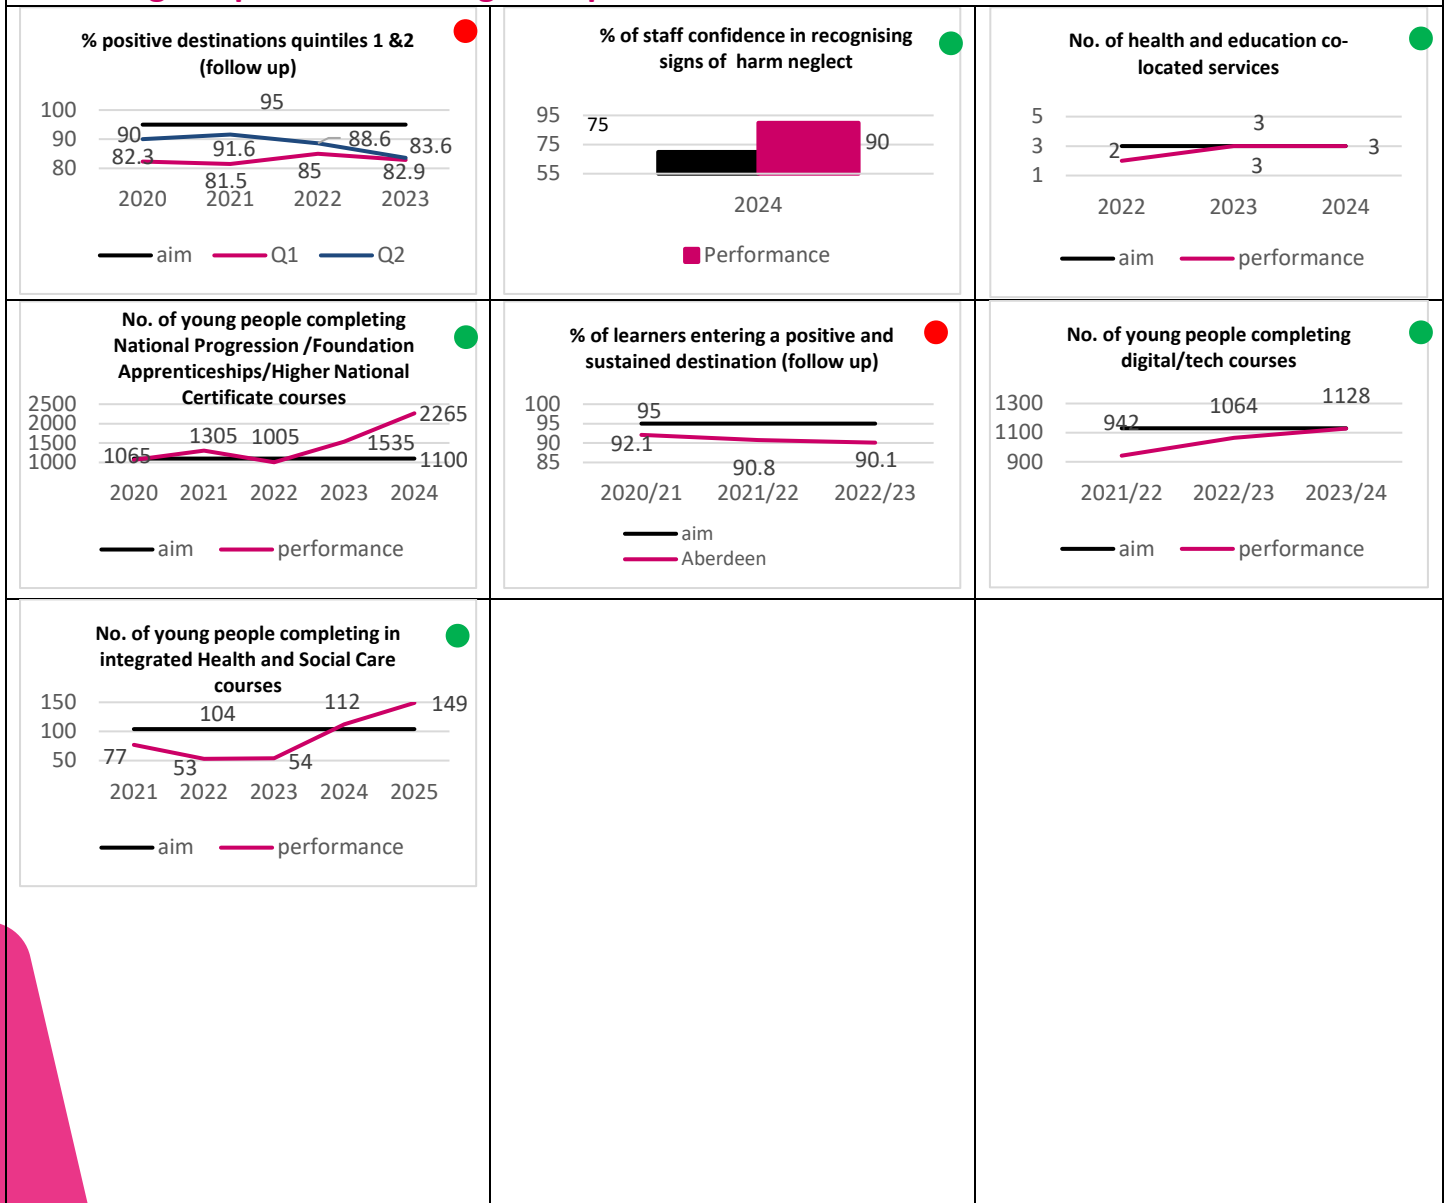 % positive destinations quintiles 1 &2
(follow up)
95
100
90
80
90
82.3
91.6
81.5
88.6
85
83.6
82.9
2020 2021 2022 2023
aim Q1 Q2
% of staff confidence in recognising
signs of harm neglect
95
75
55
75
90
2024
Performance
No. of health and education co-
located services
5
3
1
2
3
3
3
2022 2023 2024
aim performance
No. of young people completing
National Progression /Foundation
Apprenticeships/Higher National
Certificate courses
2500
2000
1500
1000
1065
1305
1005
1535
2265
1100
2020 2021 2022 2023 2024
aim performance
% of learners entering a positive and
sustained destination (follow up)
100
95
90
85
95
92.1
90.8
90.1
2020/21 2021/22 2022/23
aim
Aberdeen
No. of young people completing
digital/tech courses
1300
1100
900
942
1064
1128
2021/22 2022/23 2023/24
aim performance
No. of young people completing in
integrated Health and Social Care
courses
150
100
50
77
104
53
54
112
149
2021 2022 2023 2024 2025
aim performance